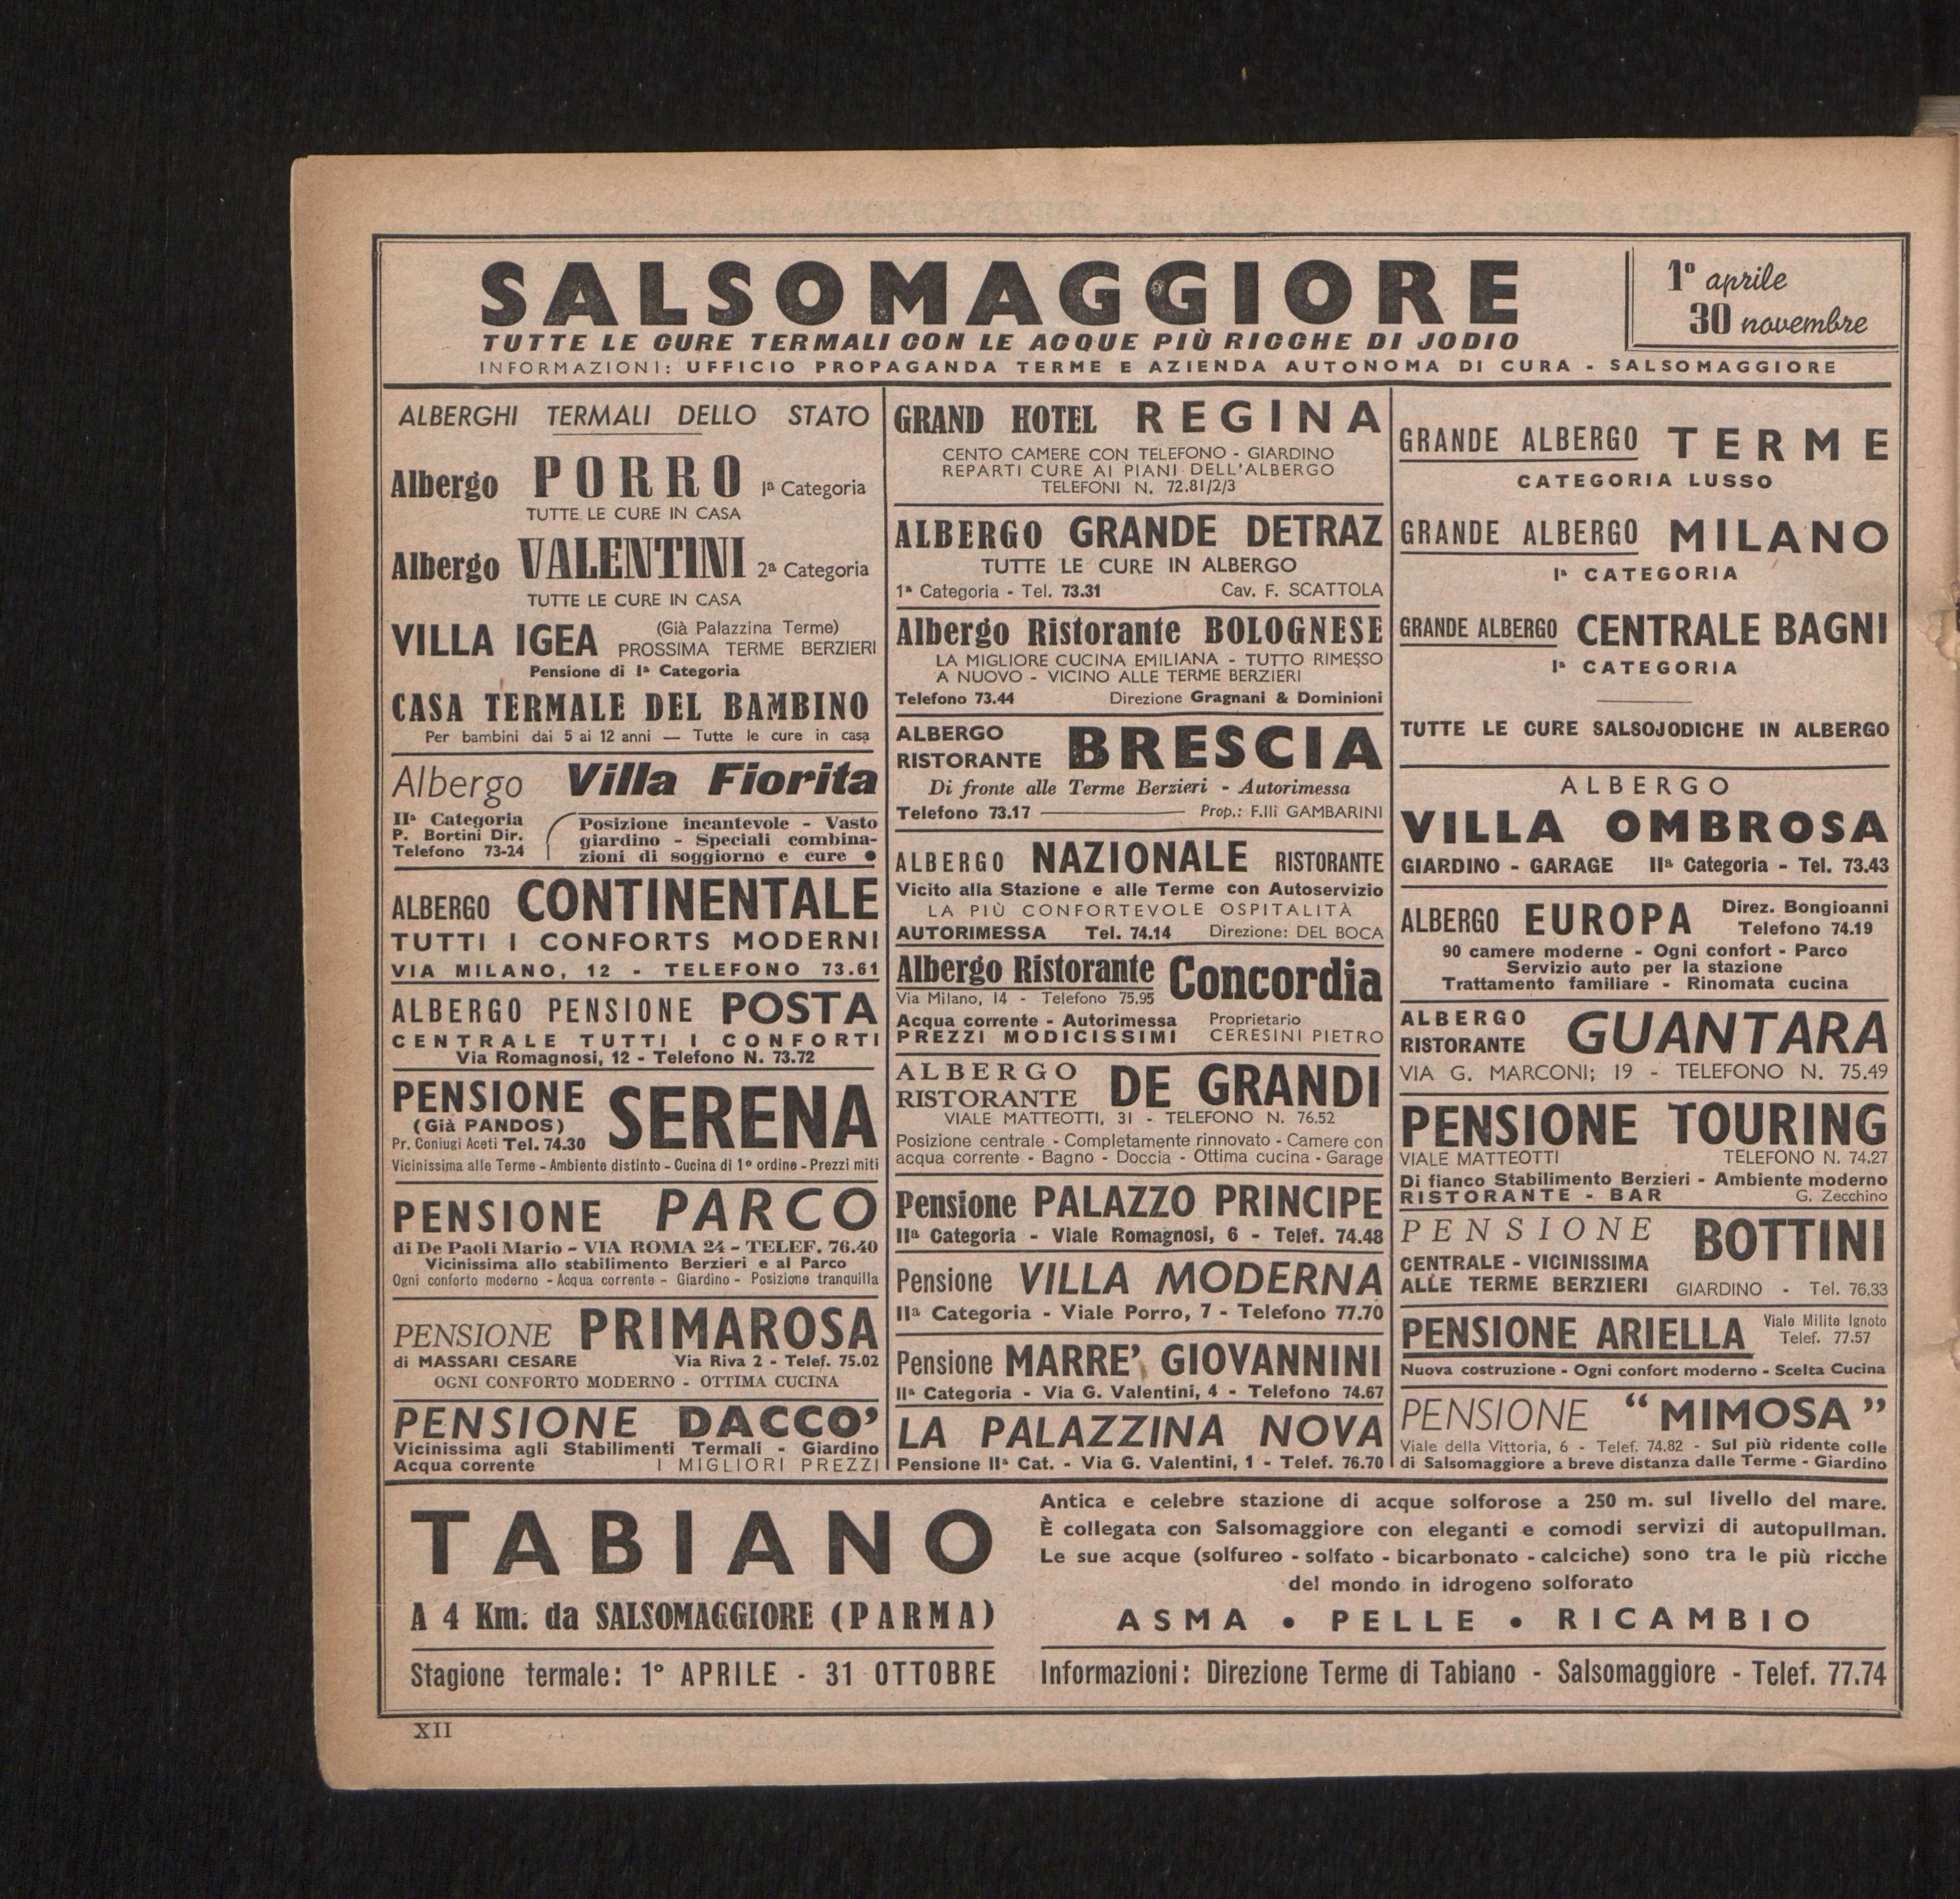 SALSOMAGGIORE
1º aprile
30 novembre
TUTTE LE CURE TERMALI CON LE ACQUE PIÙ RICCHE DI JODIO
INFORMAZIONI: UFFICIO PROPAGANDA TERME E AZIENDA AUTONOMA DI CURA - SALSOMAGGIORE
ALBERGHI TERMALI DELLO STATO
Albergo PORRO Iª Categoria
TUTTE LE CURE IN CASA
Albergo VALENTINI 2ª Categoria
TUTTE LE CURE IN CASA
VILLA IGEA (Già Palazzina Terme)
PROSSIMA TERME BERZIERI
Pensione di Iª Categoria
CASA TERMALE DEL BAMBINO
Per bambini dai 5 ai 12 anni — Tutte le cure in casa
Albergo Villa Fiorita
IIª Categoria
P. Bortini Dir.
Telefono 73-24
Posizione incantevole - Vasto
giardino - Speciali combina-
zioni di soggiorno e cure •
ALBERGO CONTINENTALE
TUTTI I CONFORTS MODERNI
VIA MILANO, 12 - TELEFONO 73.61
ALBERGO PENSIONE POSTA
CENTRALE TUTTI I CONFORTI
Via Romagnosi, 12 - Telefono N. 73.72
PENSIONE SERENA
(Già PANDOS)
Pr. Coniugi Aceti Tel. 74.30
Vicinissima alle Terme - Ambiente distinto - Cucina di 1º ordine - Prezzi miti
PENSIONE PARCO
di De Paoli Mario - VIA ROMA 24 - TELEF. 76.40
Vicinissima allo stabilimento Berzieri e al Parco
Ogni conforto moderno - Acqua corrente - Giardino - Posizione tranquilla
PENSIONE PRIMAROSA
di MASSARI CESARE Via Riva 2 - Telef. 75.02
OGNI CONFORTO MODERNO - OTTIMA CUCINA
PENSIONE DACCO'
Vicinissima agli Stabilimenti Termali - Giardino
Acqua corrente I MIGLIORI PREZZI
GRAND HOTEL REGINA
CENTO CAMERE CON TELEFONO - GIARDINO
REPARTI CURE AI PIANI DELL'ALBERGO
TELEFONI N. 72.81/2/3
ALBERGO GRANDE DETRAZ
TUTTE LE CURE IN ALBERGO
1ª Categoria - Tel. 73.31 Cav. F. SCATTOLA
Albergo Ristorante BOLOGNESE
LA MIGLIORE CUCINA EMILIANA - TUTTO RIMESSO
A NUOVO - VICINO ALLE TERME BERZIERI
Telefono 73.44 Direzione Gragnani & Dominioni
ALBERGO
RISTORANTE BRESCIA
Di fronte alle Terme Berzieri - Autorimessa
Telefono 73.17 Prop.: F.lli GAMBARINI
ALBERGO NAZIONALE RISTORANTE
Vicito alla Stazione e alle Terme con Autoservizio
LA PIÙ CONFORTEVOLE OSPITALITÀ
AUTORIMESSA Tel. 74.14 Direzione: DEL BOCA
Albergo Ristorante Concordia
Via Milano, 14 - Telefono 75.95
Acqua corrente - Autorimessa Proprietario
PREZZI MODICISSIMI CERESINI PIETRO
ALBERGO
RISTORANTE DE GRANDI
VIALE MATTEOTTI, 31 - TELEFONO N. 76.52
Posizione centrale - Completamente rinnovato - Camere con
acqua corrente - Bagno - Doccia - Ottima cucina - Garage
Pensione PALAZZO PRINCIPE
IIª Categoria - Viale Romagnosi, 6 - Telef. 74.48
Pensione VILLA MODERNA
IIª Categoria - Viale Porro, 7 - Telefono 77.70
Pensione MARRE' GIOVANNINI
IIª Categoria - Via G. Valentini, 4 - Telefono 74.67
LA PALAZZINA NOVA
Pensione IIª Cat. - Via G. Valentini, 1 - Telef. 76.70
GRANDE ALBERGO TERME
CATEGORIA LUSSO
GRANDE ALBERGO MILANO
Iª CATEGORIA
GRANDE ALBERGO CENTRALE BAGNI
Iª CATEGORIA
TUTTE LE CURE SALSOJODICHE IN ALBERGO
ALBERGO
VILLA OMBROSA
GIARDINO - GARAGE IIª Categoria - Tel. 73.43
ALBERGO EUROPA Direz. Bongioanni
Telefono 74.19
90 camere moderne - Ogni confort - Parco
Servizio auto per la stazione
Trattamento familiare - Rinomata cucina
ALBERGO
RISTORANTE GUANTARA
VIA G. MARCONI; 19 - TELEFONO N. 75.49
PENSIONE TOURING
VIALE MATTEOTTI TELEFONO N. 74.27
Di fianco Stabilimento Berzieri - Ambiente moderno
RISTORANTE - BAR G. Zecchino
PENSIONE BOTTINI
CENTRALE - VICINISSIMA
ALLE TERME BERZIERI GIARDINO - Tel. 76.33
PENSIONE ARIELLA Viale Milite Ignoto
Telef. 77.57
Nuova costruzione - Ogni confort moderno - Scelta Cucina
PENSIONE "MIMOSA"
Viale della Vittoria, 6 - Telef. 74.82 - Sul più ridente colle
di Salsomaggiore a breve distanza dalle Terme - Giardino
TABIANO
A 4 Km. da SALSOMAGGIORE (PARMA)
Stagione termale: 1º APRILE - 31 OTTOBRE
Antica e celebre stazione di acque solforose a 250 m. sul livello del mare.
È collegata con Salsomaggiore con eleganti e comodi servizi di autopullman.
Le sue acque (solfureo - solfato - bicarbonato - calciche) sono tra le più ricche
del mondo in idrogeno solforato
ASMA • PELLE • RICAMBIO
Informazioni: Direzione Terme di Tabiano - Salsomaggiore - Telef. 77.74
XII